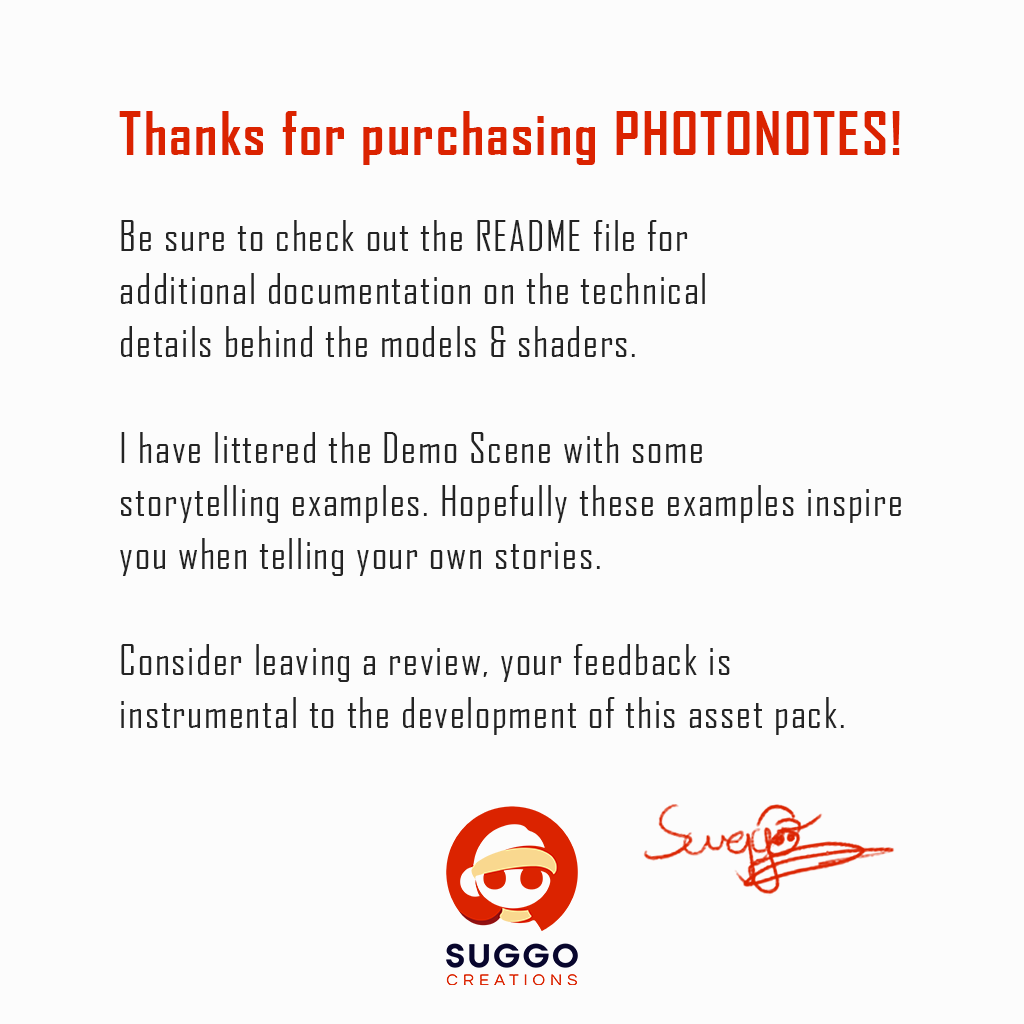 Thanks for purchasing PHOTONOTES!
Be sure to check out the README file for
additional documentation on the technical
details behind the models & shaders.
I have littered the Demo Scene with some
storytelling examples. Hopefully these examples inspire
you when telling your own stories.
Consider leaving a review, your feedback is
instrumental to the development of this asset pack.
Suggo
SUGGO
CREATIONS